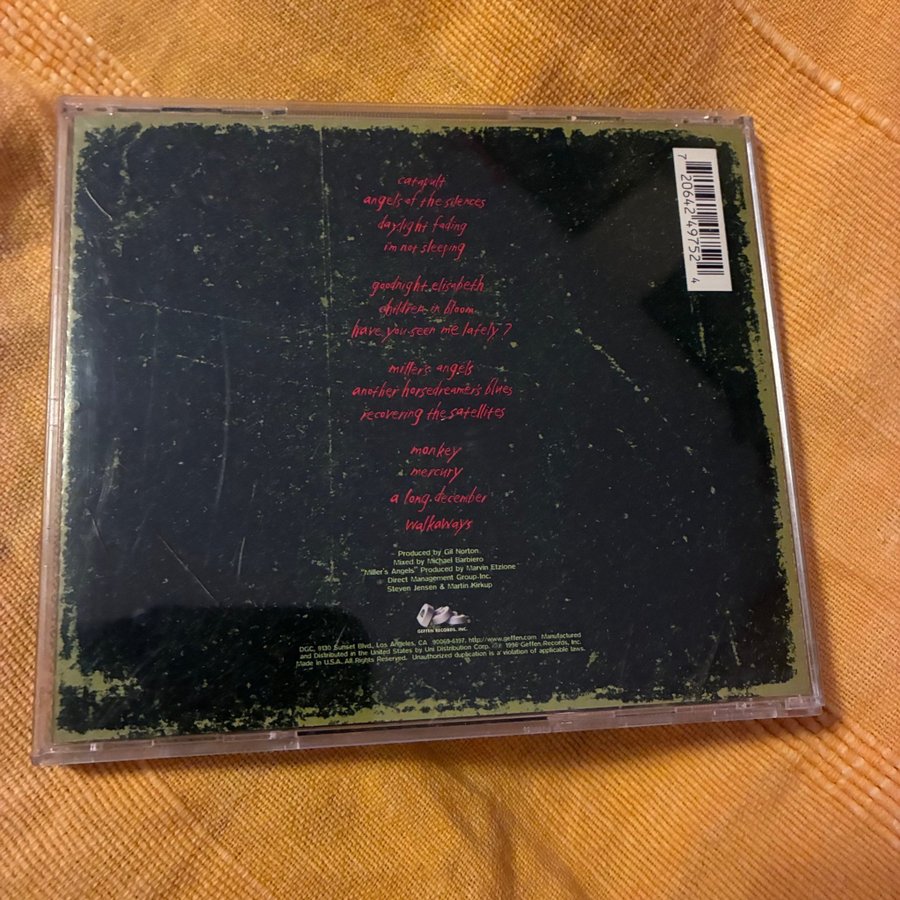 catapult
angels of the silences
daylight fading
i'm not sleeping
goodnight elisabeth
children in bloom
have you seen me lately?
miller's angels
another horsedreamer's blues
recovering the satellites
monkey
mercury
a long december
walkaways
Produced by Gil Norton
Mixed by Michael Barbiero
"Miller's Angels" Produced by Marvin Etzione
Direct Management Group Inc.
Steven Jensen & Martin Kirkup
GEFFEN RECORDS, INC.
DGC, 9130 Sunset Blvd., Los Angeles, CA 90069-6197, http://www.geffen.com Manufactured
and Distributed in the United States by Uni Distribution Corp. ℗© 1996 Geffen Records, Inc.
Made in U.S.A. All Rights Reserved. Unauthorized duplication is a violation of applicable laws.
7 20642 49752 4